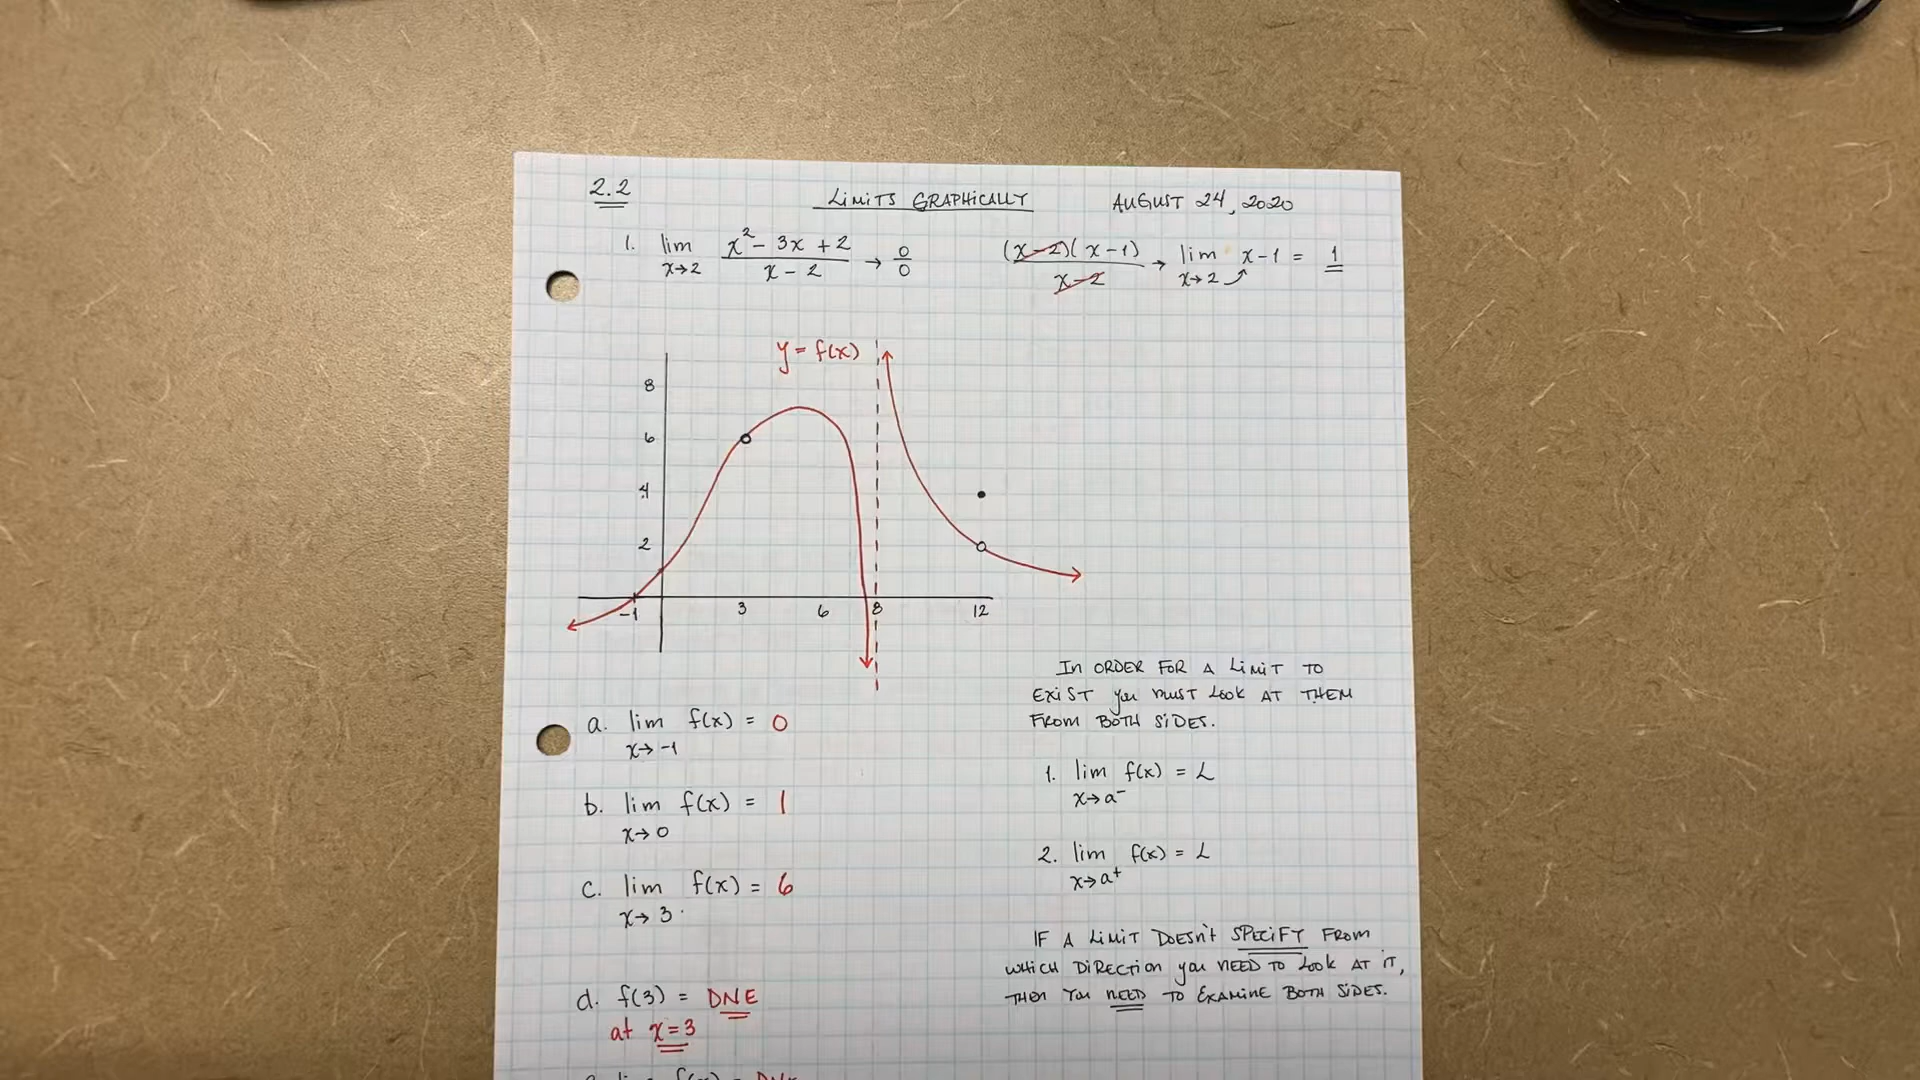 2.2 LIMITS GRAPHICALLY AUGUST 24, 2020
1. lim x→2 (x² - 3x + 2)/(x - 2) → 0/0 (x-2)(x-1)/(x-2) → lim x→2 x-1 = 1
y = f(x)
8
6
4
2
-1 3 6 8 12
In ORDER FOR A LIMIT TO
EXIST you MUST Look AT THEM
FROM BOTH SIDES.
a. lim f(x) = 0
x→ -1
1. lim f(x) = L
x→a⁻
b. lim f(x) = 1
x→0
2. lim f(x) = L
x→a⁺
c. lim f(x) = 6
x→ 3
IF A LIMIT DOESN'T SPECIFY FROM
WHICH DIRECTION you NEED TO Look AT IT,
THEN YOU NEED TO EXAMINE BOTH SIDES.
d. f(3) = DNE
at x=3